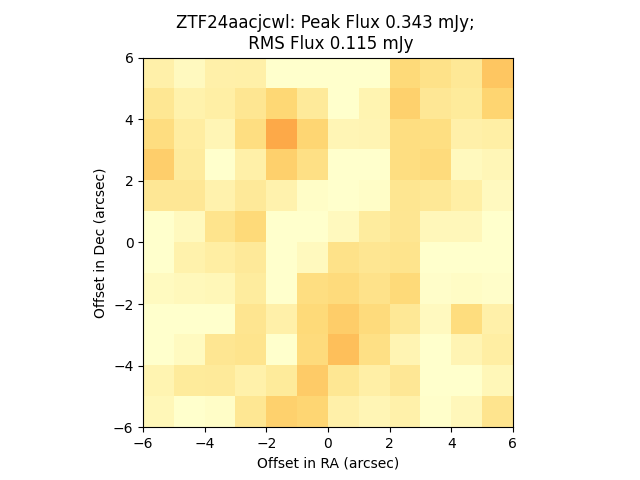 ZTF24aacjcwl: Peak Flux 0.343 mJy;
RMS Flux 0.115 mJy
6
4
2
0
−2
−4
−6
Offset in Dec (arcsec)
−6 −4 −2 0 2 4 6
Offset in RA (arcsec)